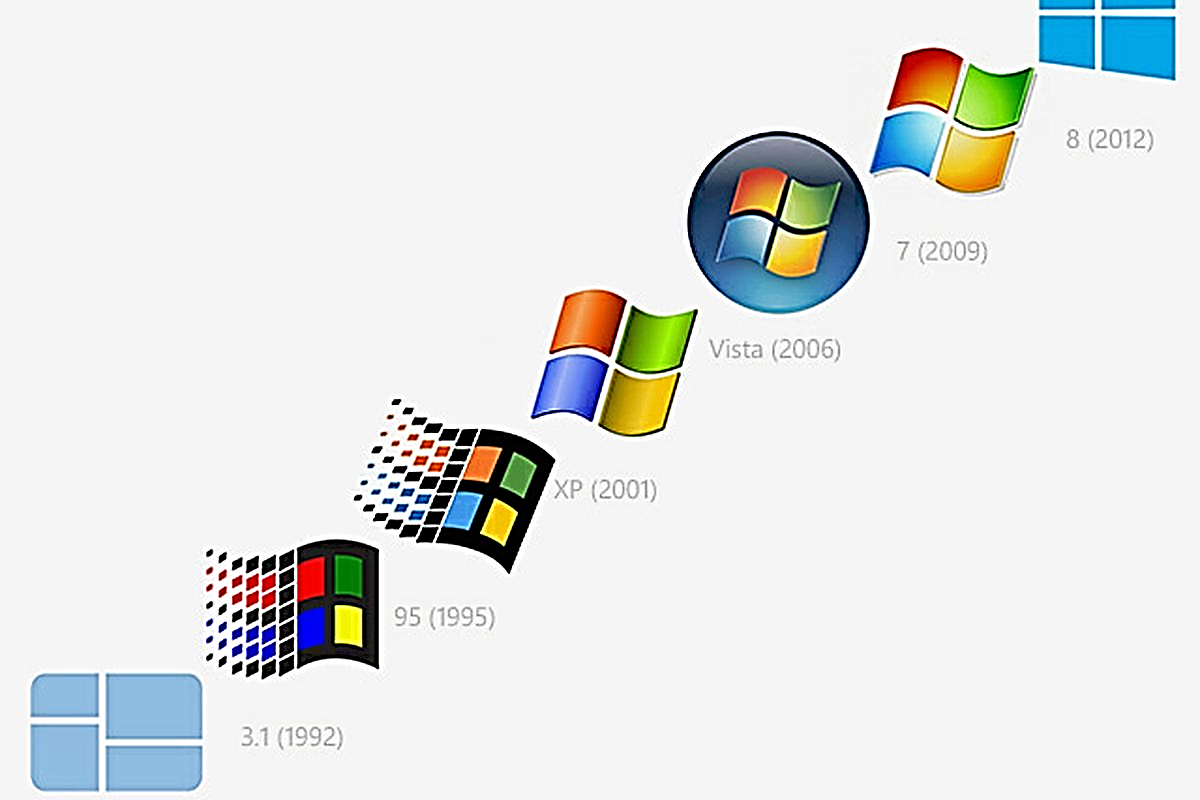 8 (2012)
7 (2009)
Vista (2006)
XP (2001)
95 (1995)
3.1 (1992)